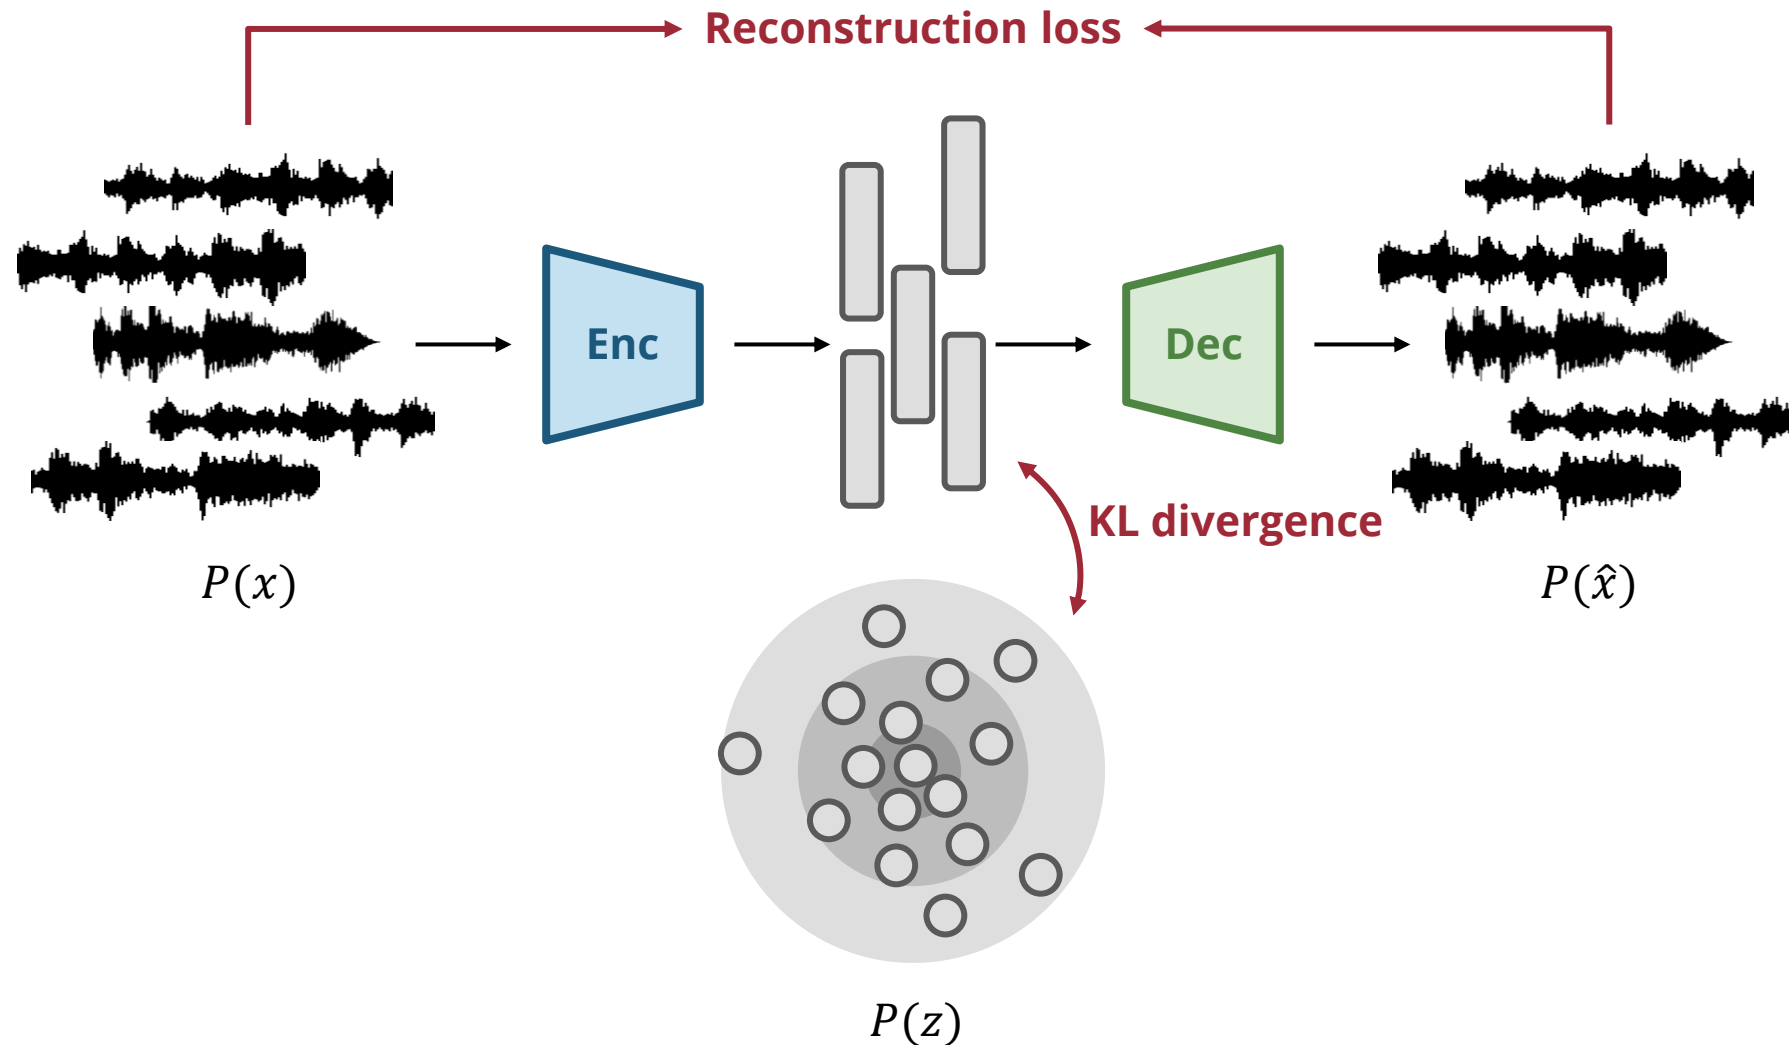 Reconstruction loss
Enc
Dec
KL divergence
P(x)
P(x̂)
P(z)